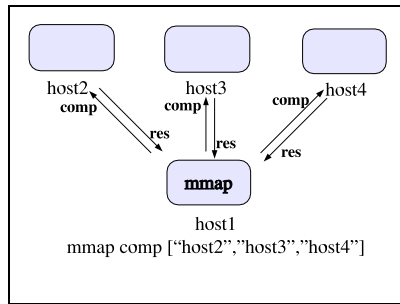 host2 host3 host4
comp comp comp
res res res
mmap
host1
mmap comp [“host2”,”host3”,”host4”]